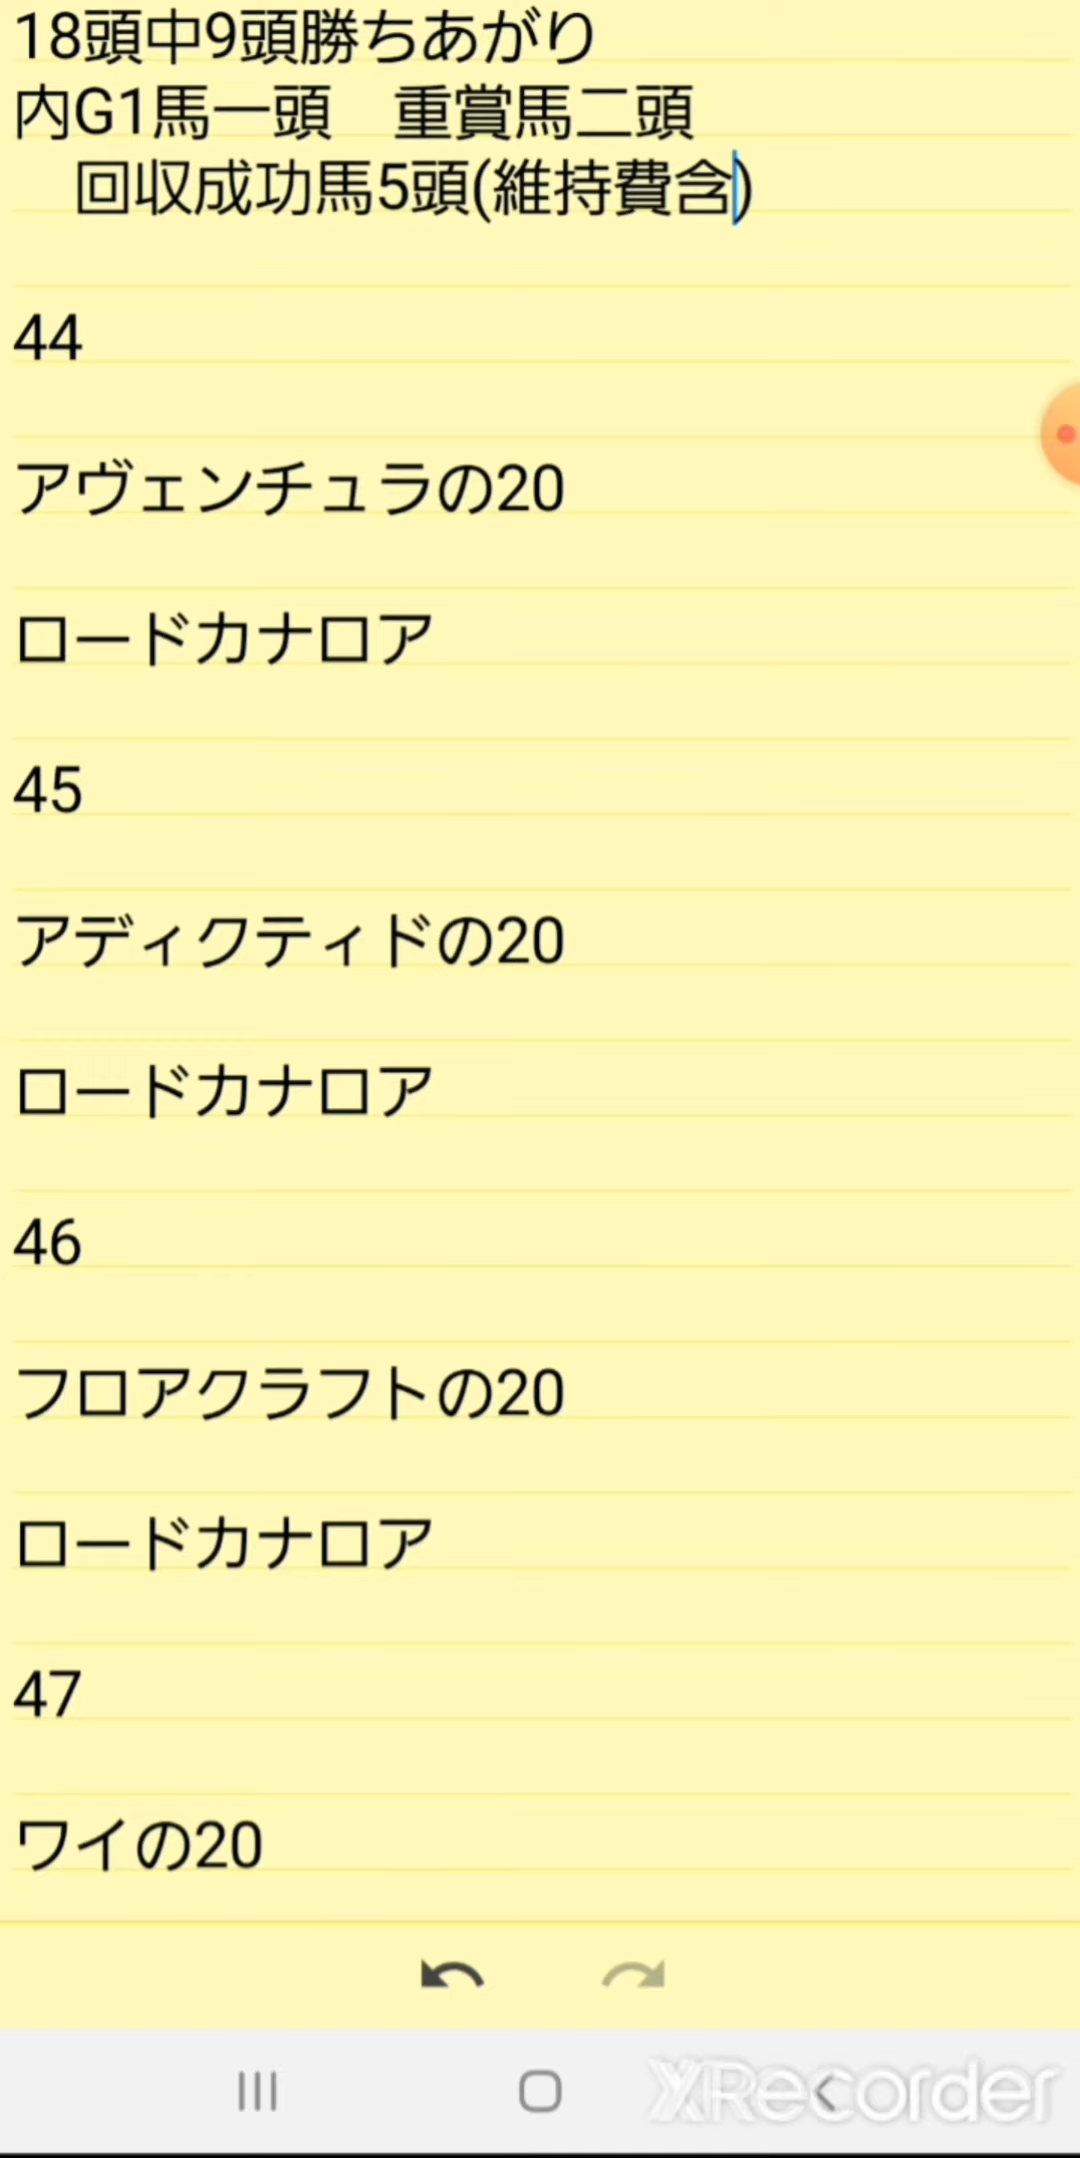 18頭中9頭勝ちあがり
内G1馬一頭　重賞馬二頭
　回収成功馬5頭(維持費含)
44
アヴェンチュラの20
ロードカナロア
45
アディクティドの20
ロードカナロア
46
フロアクラフトの20
ロードカナロア
47
ワイの20
XRecorder